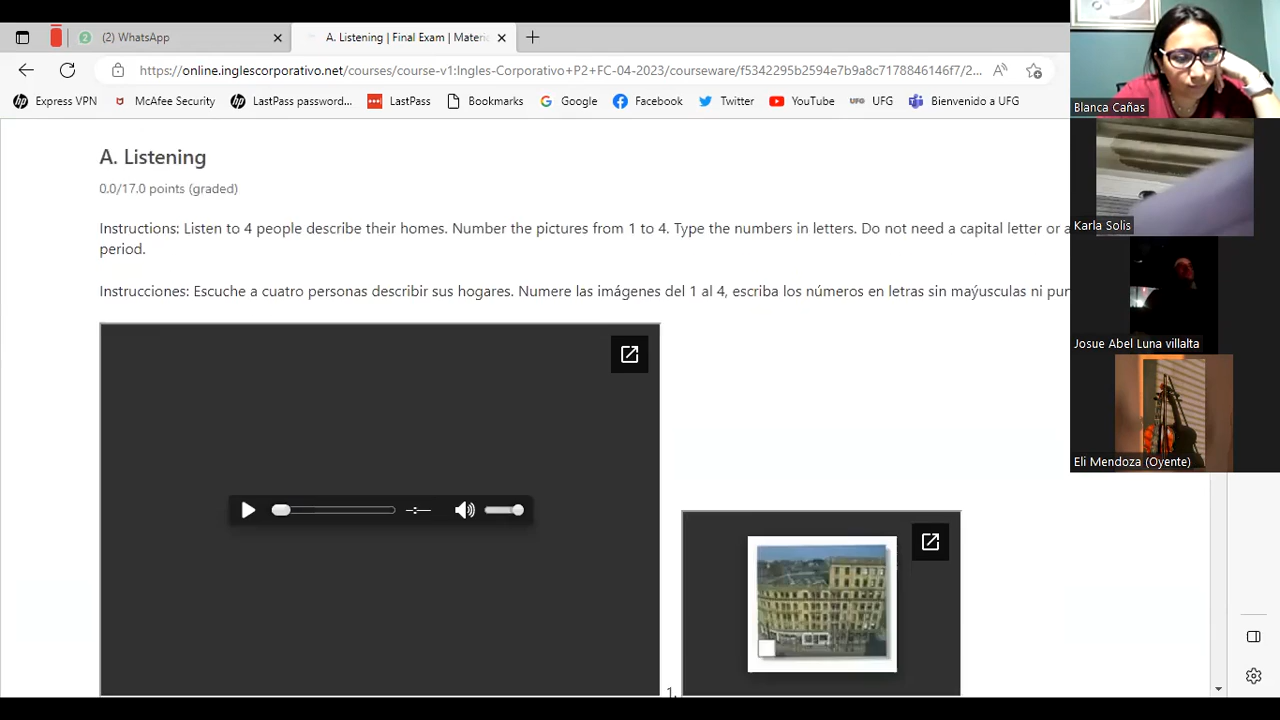 2
(2) WhatsApp
A. Listening | Final Exam | Materi
https://online.inglescorporativo.net/courses/course-v1:Ingles-Corporativo+P2+FC-04-2023/courseware/f5342295b2594e7b9a8c7178846146f7/2...
Express VPN
McAfee Security
LastPass password...
LastPass
Bookmarks
Google
Facebook
Twitter
YouTube
UFG
UFG
Bienvenido a UFG
A. Listening
0.0/17.0 points (graded)
Instructions: Listen to 4 people describe their homes. Number the pictures from 1 to 4. Type the numbers in letters. Do not need a capital letter or a
period.
Instrucciones: Escuche a cuatro personas describir sus hogares. Numere las imágenes del 1 al 4, escriba los números en letras sin maýusculas ni pun
1.
Blanca Cañas
Karla Solis
Josue Abel Luna villalta
Eli Mendoza (Oyente)